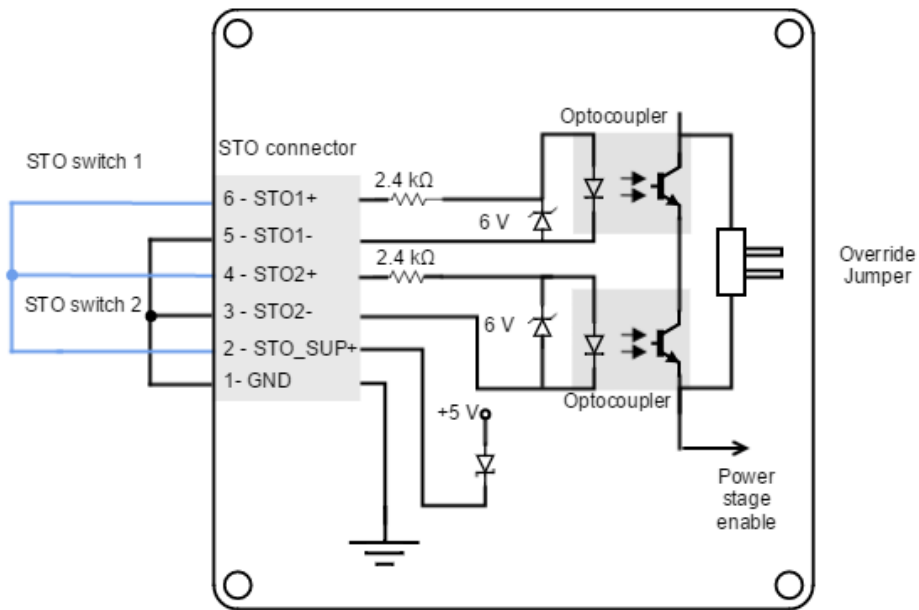 Optocoupler
STO connector
STO switch 1
2.4 kΩ
6 - STO1+
6 V
5 - STO1-
2.4 kΩ
Override
Jumper
4 - STO2+
STO switch 2
3 - STO2-
6 V
2 - STO_SUP+
1- GND
Optocoupler
+5 V
Power
stage
enable